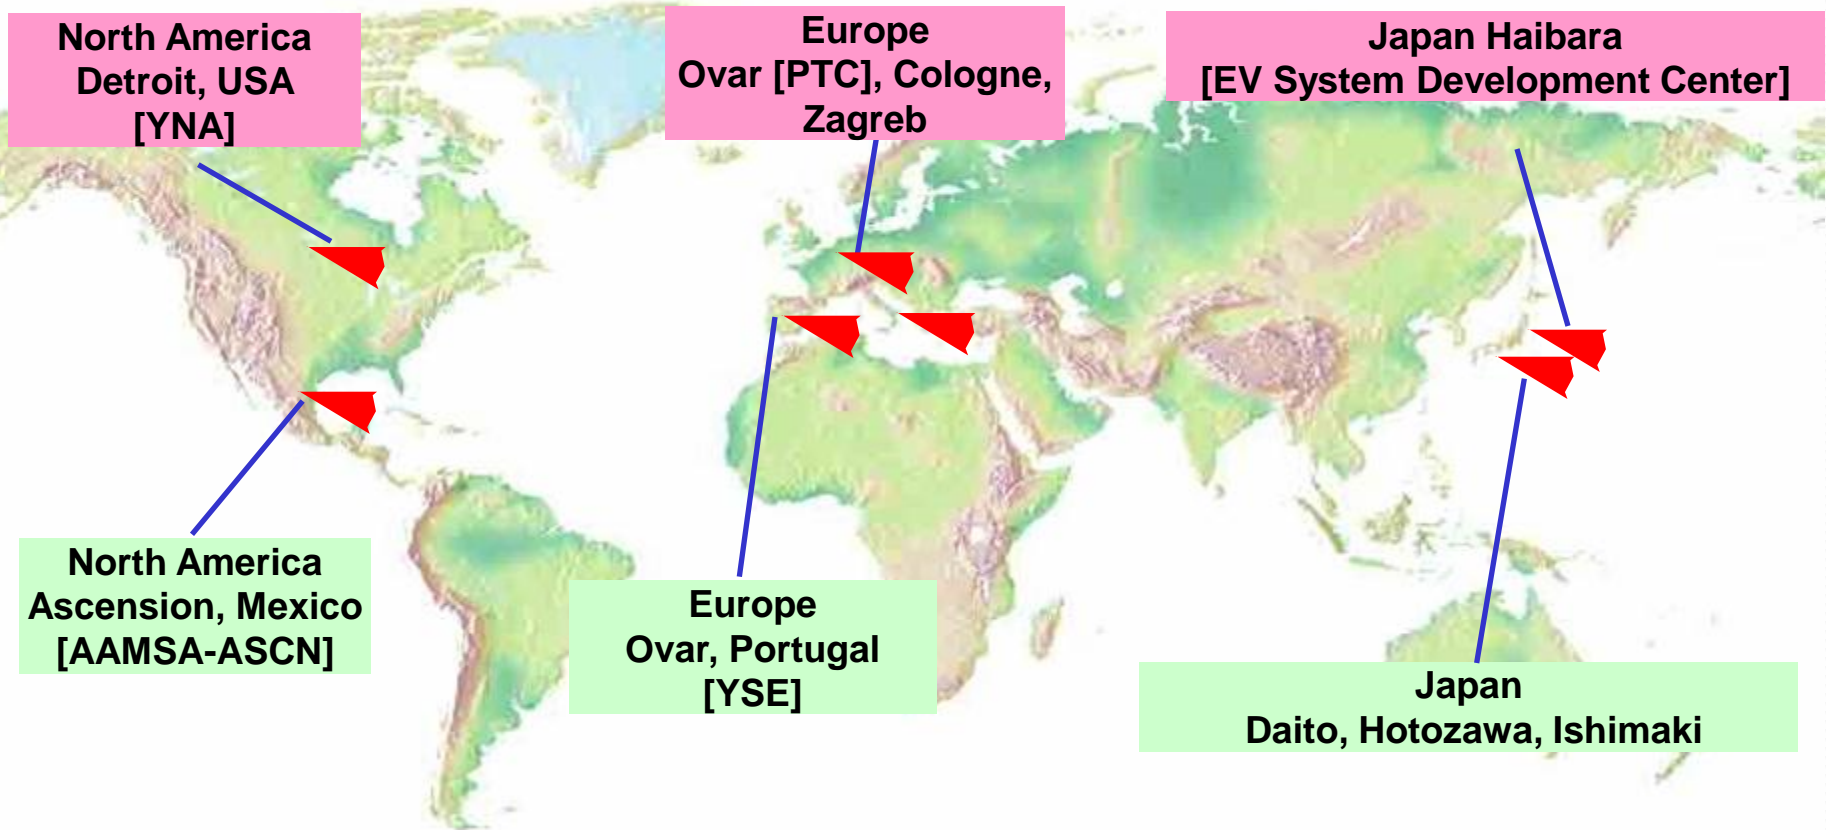 North America
Detroit, USA
[YNA]
Europe
Ovar [PTC], Cologne,
Zagreb
Japan Haibara
[EV System Development Center]
North America
Ascension, Mexico
[AAMSA-ASCN]
Europe
Ovar, Portugal
[YSE]
Japan
Daito, Hotozawa, Ishimaki